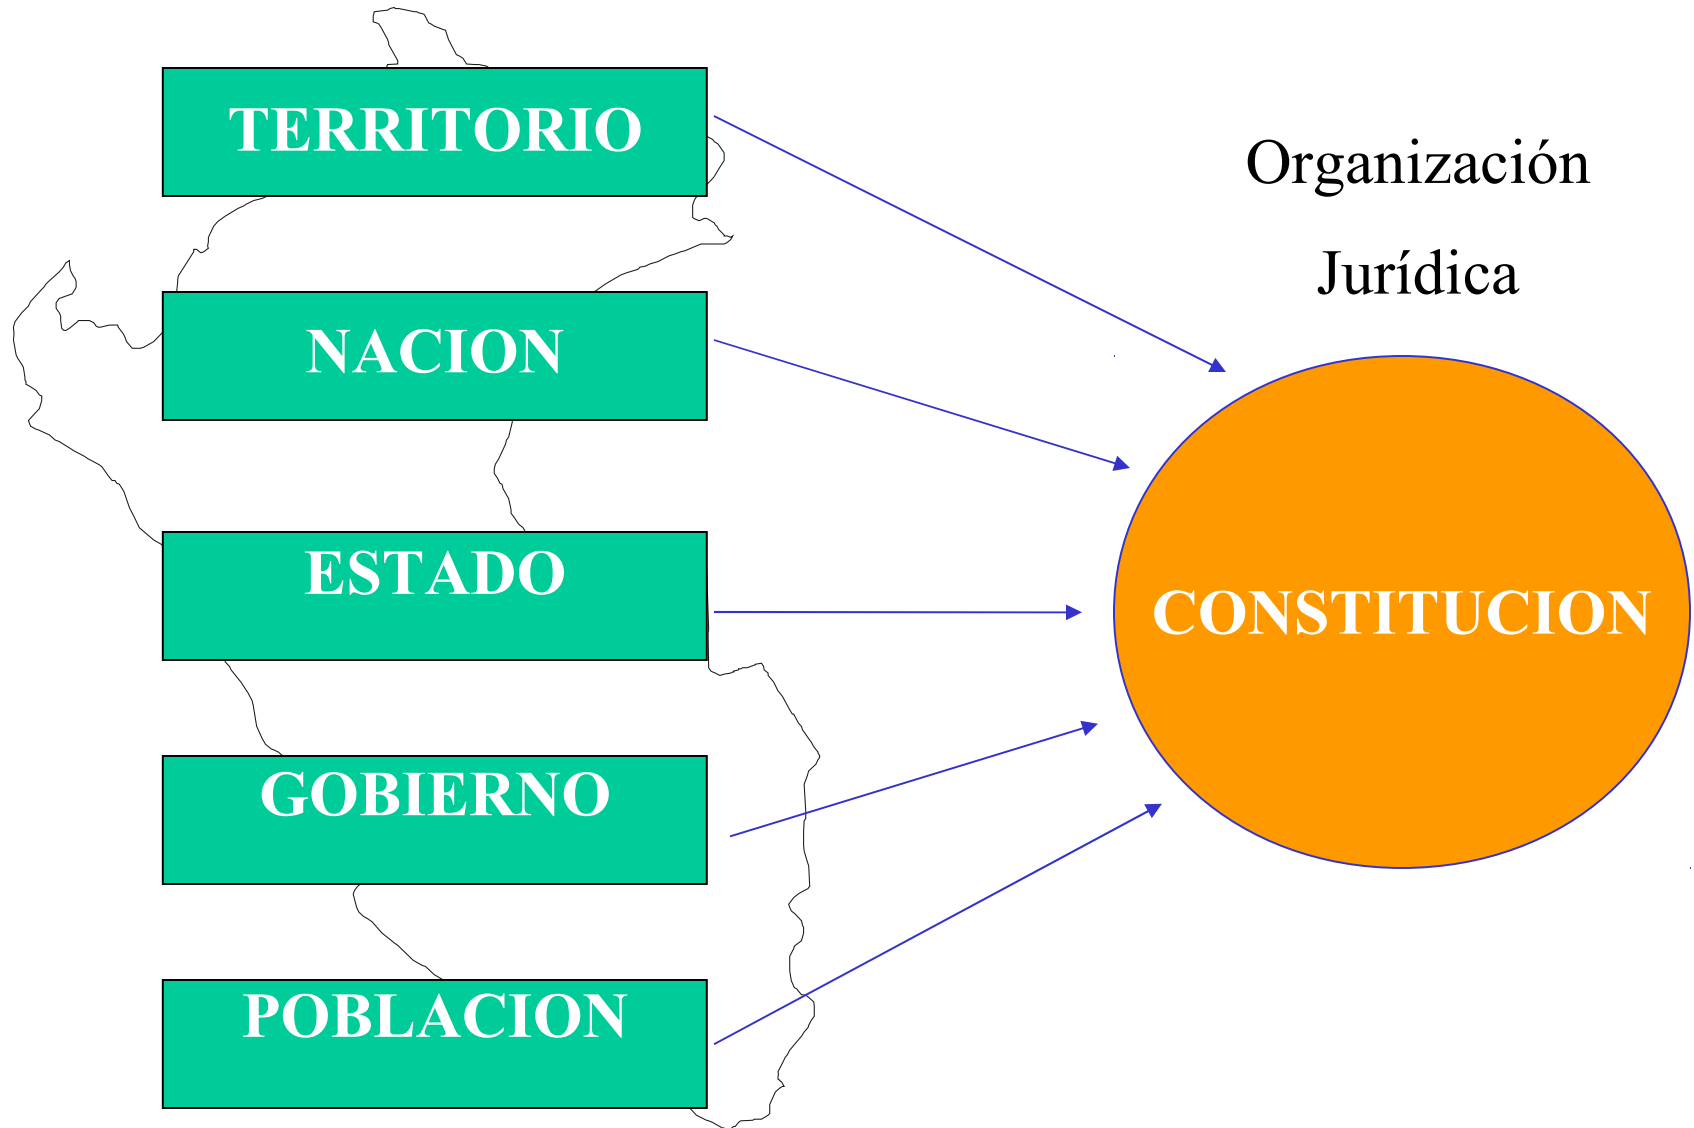 TERRITORIO
NACION
ESTADO
GOBIERNO
POBLACION
Organización
Jurídica
CONSTITUCION